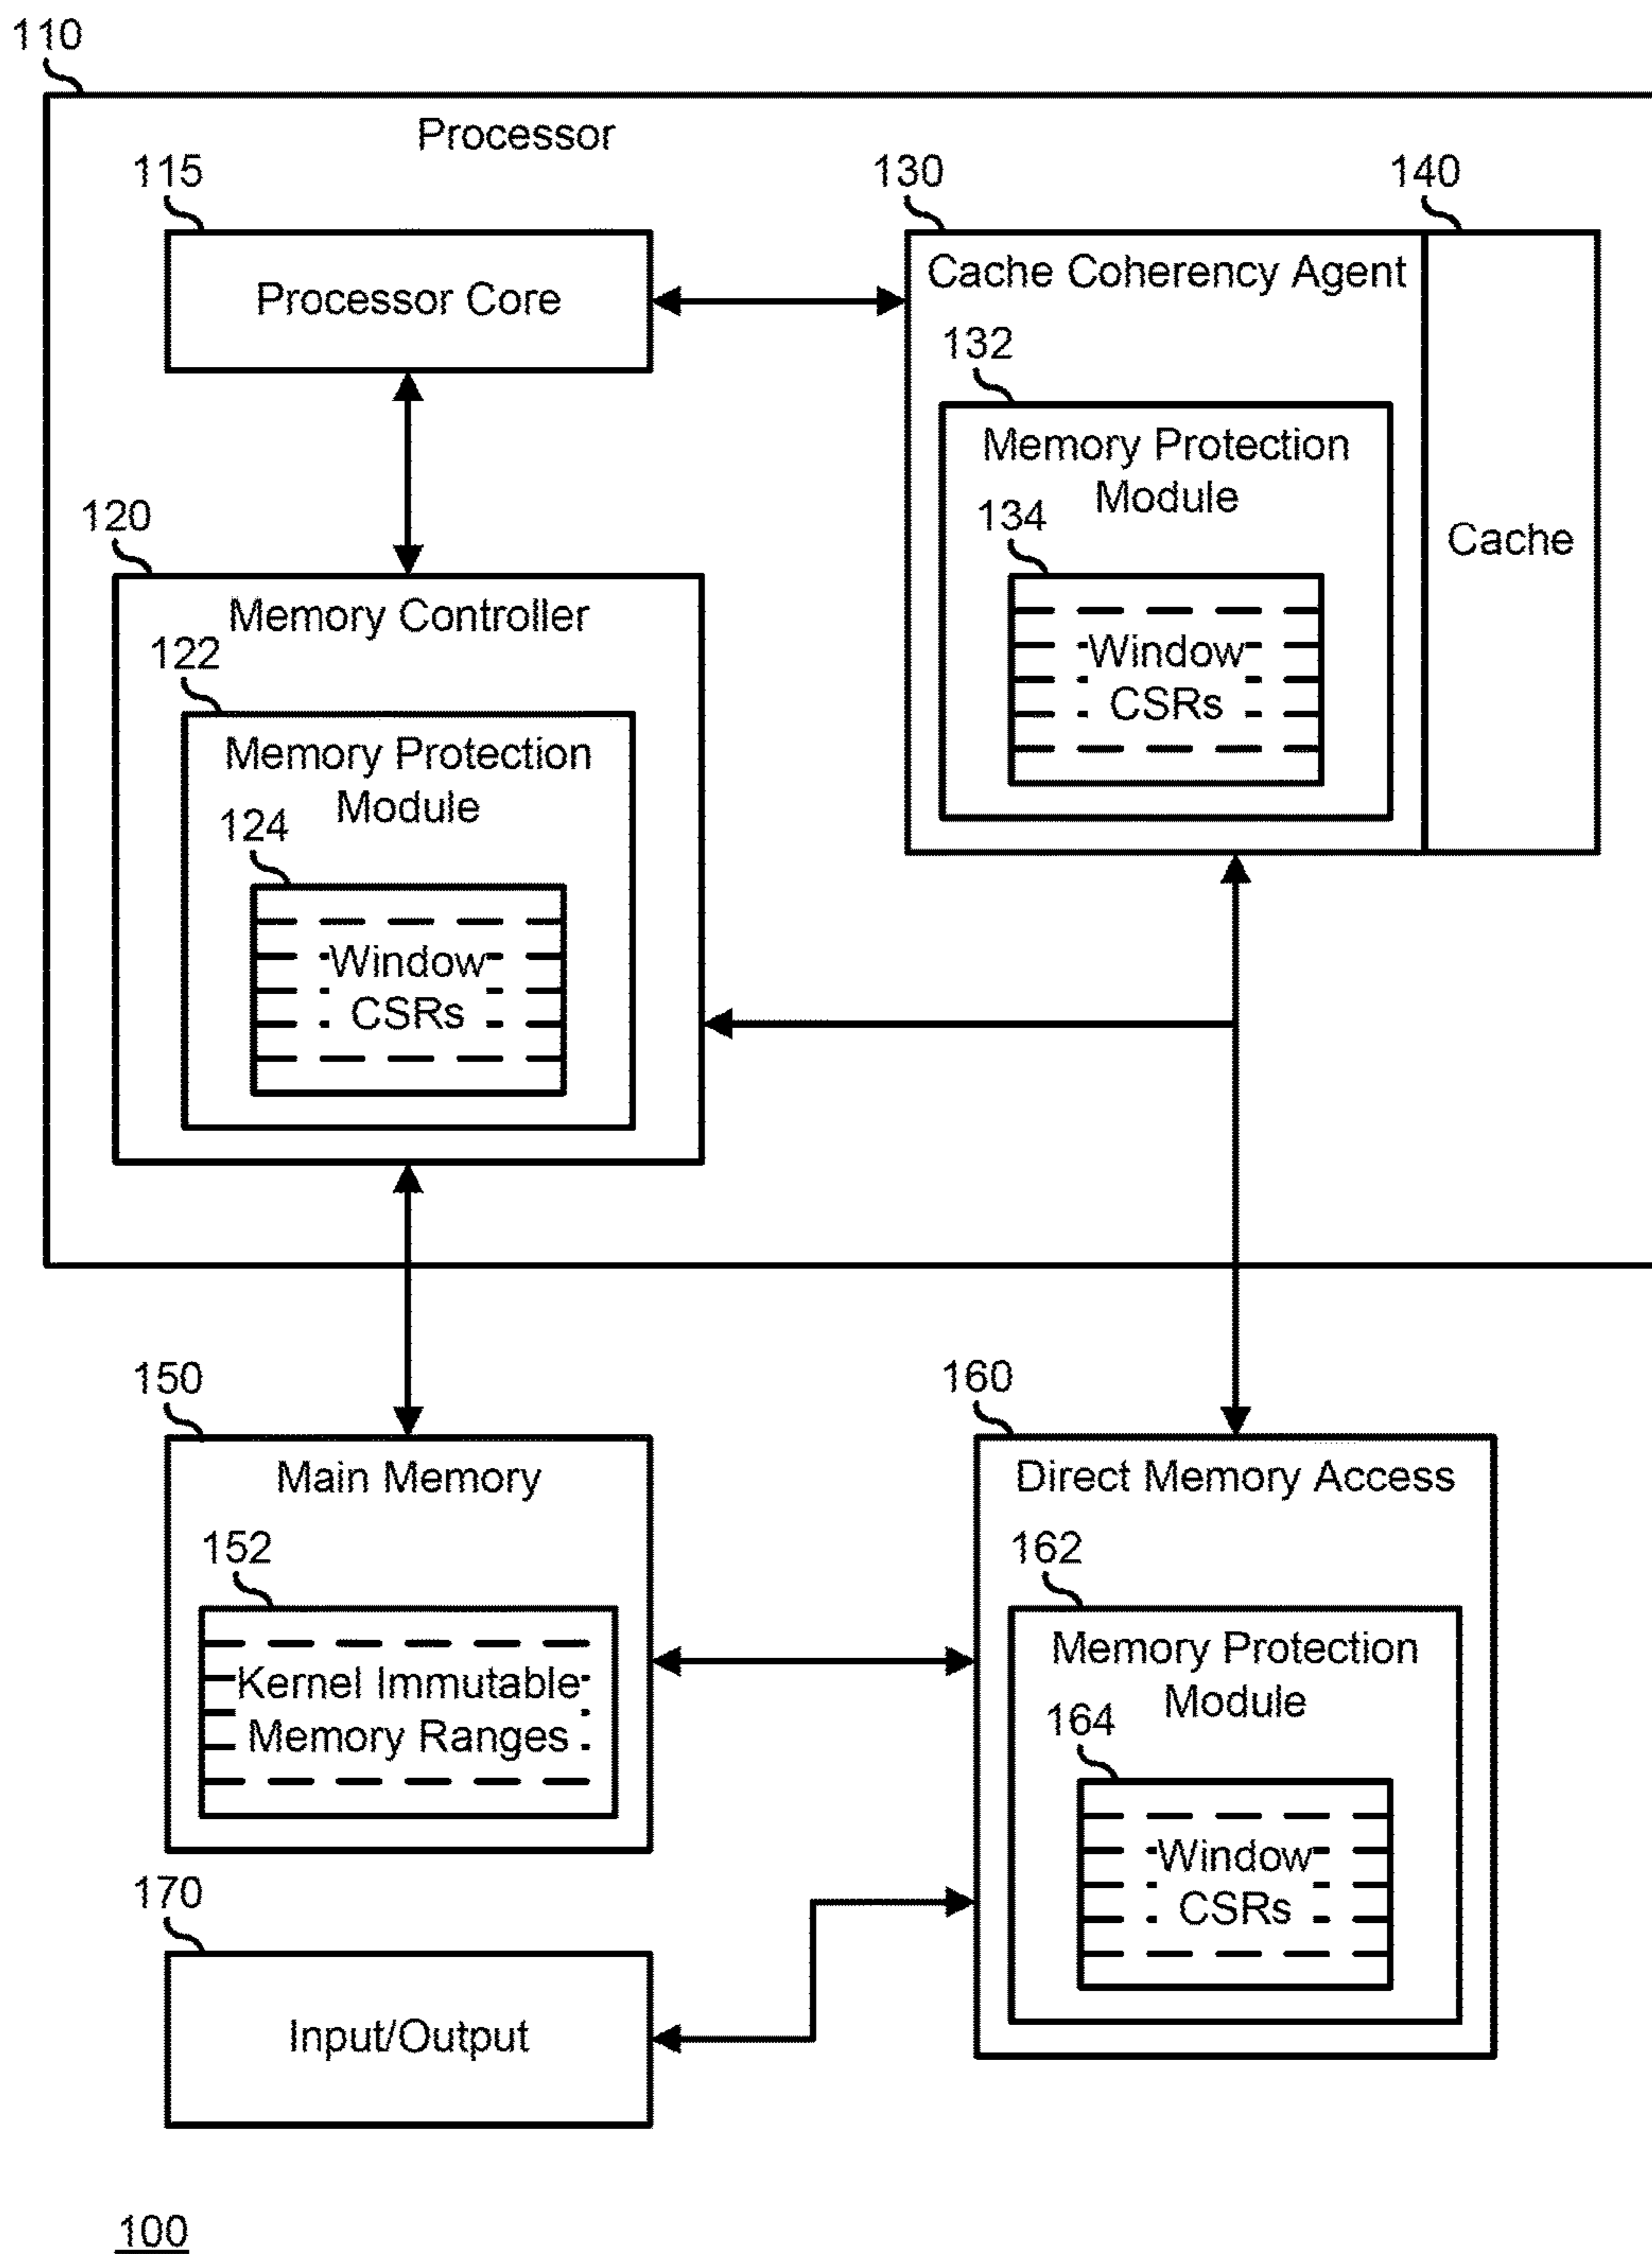 110
Processor
115
130
140
Processor Core
Cache Coherency Agent
132
Memory Protection
Module
134
Window
CSRs
Cache
120
Memory Controller
122
Memory Protection
Module
124
Window
CSRs
150
160
Main Memory
Direct Memory Access
152
162
Kernel Immutable
Memory Ranges
Memory Protection
Module
164
Window
CSRs
170
Input/Output
100